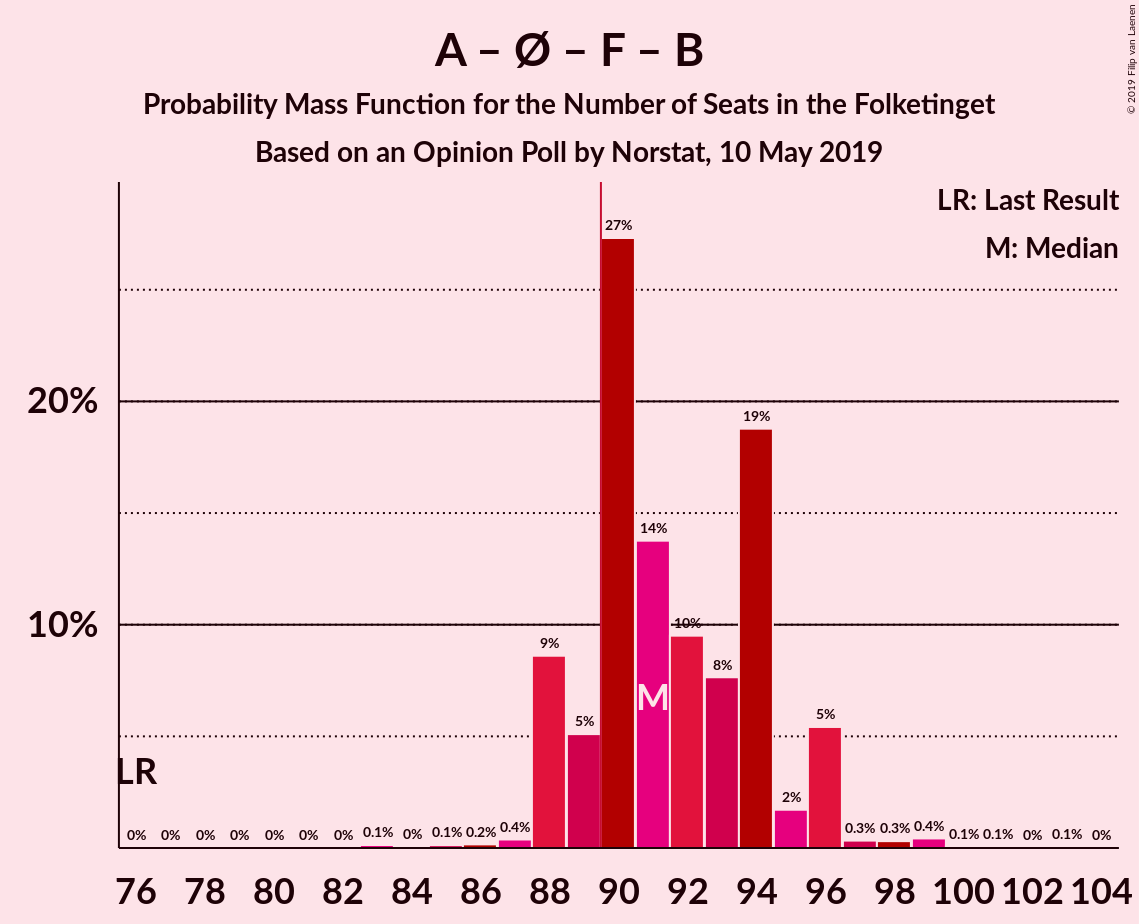 A – Ø – F – B
Probability Mass Function for the Number of Seats in the Folketinget
Based on an Opinion Poll by Norstat, 10 May 2019
© 2019 Filip van Laenen
LR: Last Result
M: Median
20%
10%
LR
M
0% 0% 0% 0% 0% 0% 0% 0.1% 0% 0.1% 0.2% 0.4% 9% 5% 27% 14% 10% 8% 19% 2% 5% 0.3% 0.3% 0.4% 0.1% 0.1% 0% 0.1% 0%
76 78 80 82 84 86 88 90 92 94 96 98 100 102 104